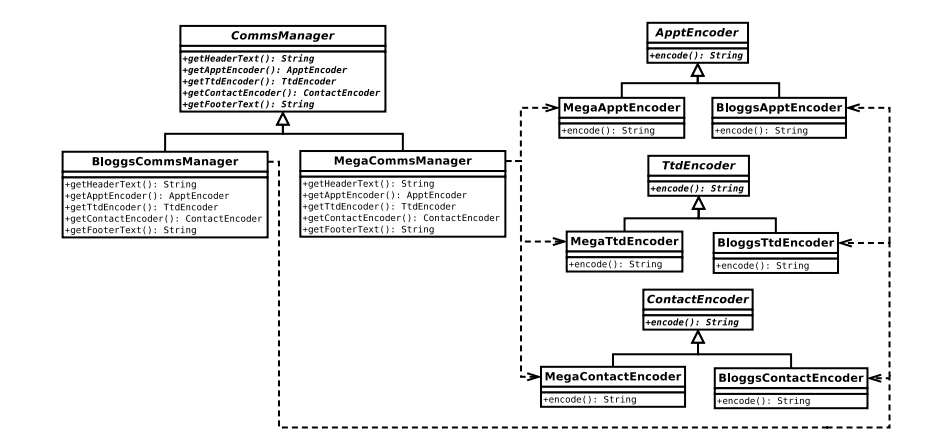 CommsManager
+getHeaderText(): String
+getApptEncoder(): ApptEncoder
+getTtdEncoder(): TtdEncoder
+getContactEncoder(): ContactEncoder
+getFooterText(): String
BloggsCommsManager
+getHeaderText(): String
+getApptEncoder(): ApptEncoder
+getTtdEncoder(): TtdEncoder
+getContactEncoder(): ContactEncoder
+getFooterText(): String
MegaCommsManager
+getHeaderText(): String
+getApptEncoder(): ApptEncoder
+getTtdEncoder(): TtdEncoder
+getContactEncoder(): ContactEncoder
+getFooterText(): String
ApptEncoder
+encode(): String
MegaApptEncoder
+encode(): String
BloggsApptEncoder
+encode(): String
TtdEncoder
+encode(): String
MegaTtdEncoder
+encode(): String
BloggsTtdEncoder
+encode(): String
ContactEncoder
+encode(): String
MegaContactEncoder
+encode(): String
BloggsContactEncoder
+encode(): String